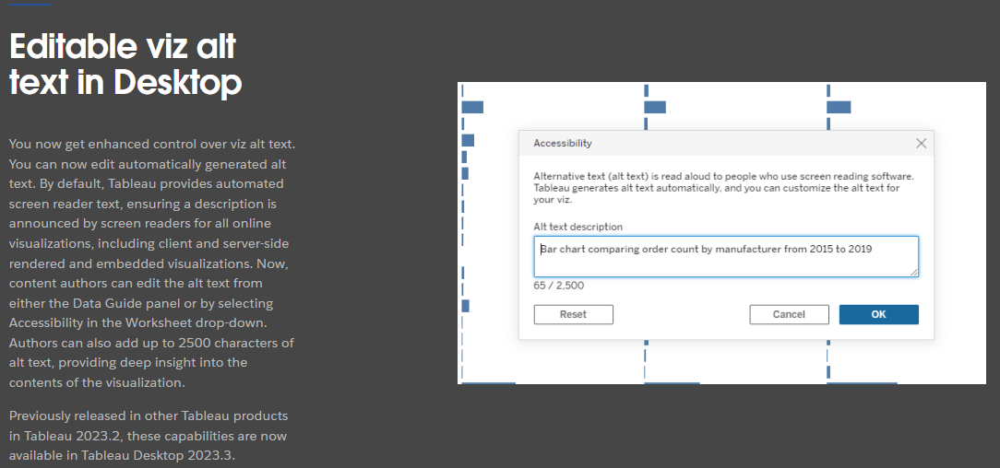 Editable viz alt
text in Desktop
You now get enhanced control over viz alt text.
You can now edit automatically generated alt
text. By default, Tableau provides automated
screen reader text, ensuring a description is
announced by screen readers for all online
visualizations, including client and server-side
rendered and embedded visualizations. Now,
content authors can edit the alt text from
either the Data Guide panel or by selecting
Accessibility in the Worksheet drop-down.
Authors can also add up to 2500 characters of
alt text, providing deep insight into the
contents of the visualization.
Previously released in other Tableau products
in Tableau 2023.2, these capabilities are now
available in Tableau Desktop 2023.3.
Accessibility
Alternative text (alt text) is read aloud to people who use screen reading software.
Tableau generates alt text automatically, and you can customize the alt text for
your viz.
Alt text description
Bar chart comparing order count by manufacturer from 2015 to 2019
65 / 2,500
Reset
Cancel
OK